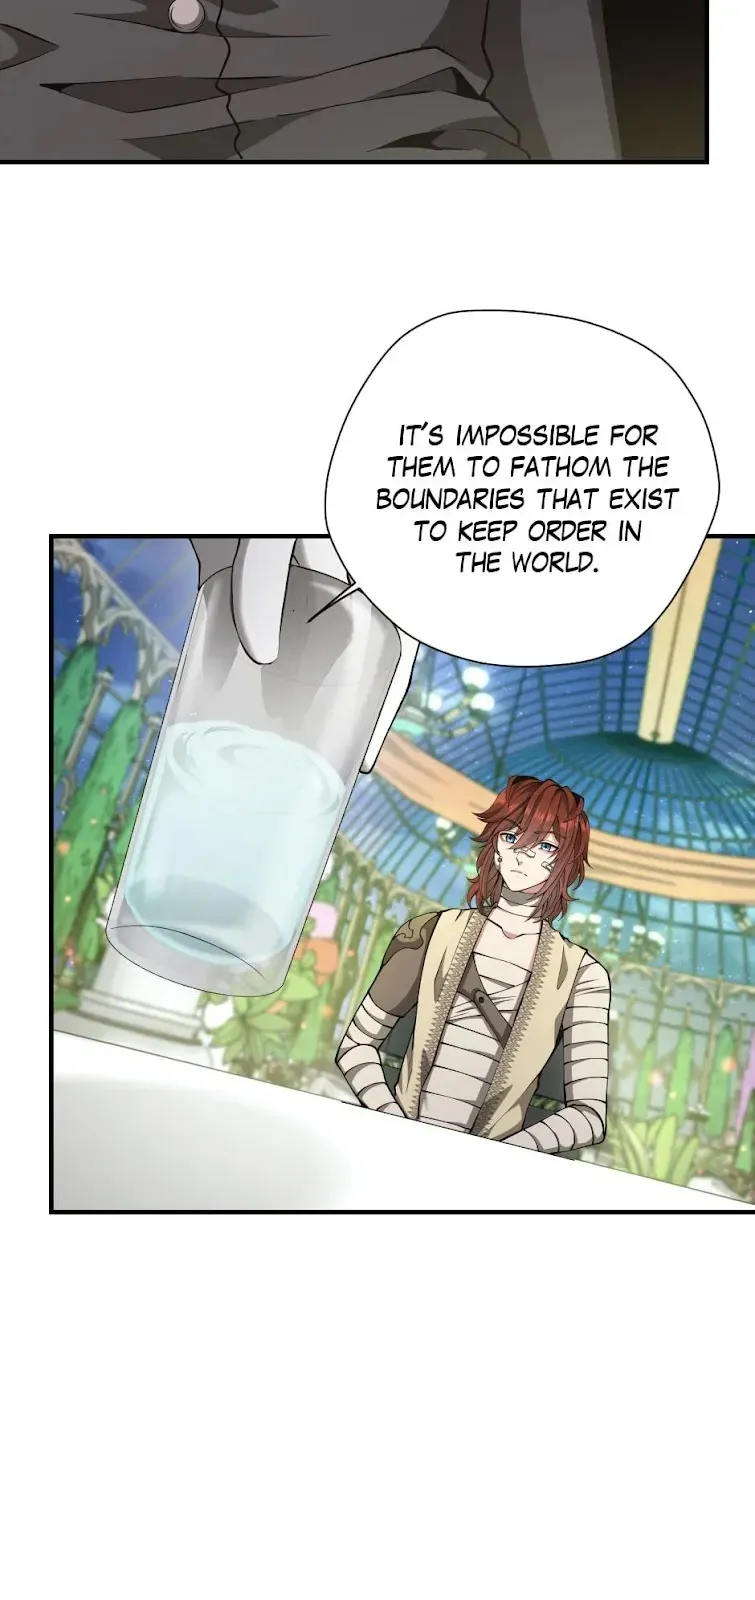 IT'S IMPOSSIBLE FOR
THEM TO FATHOM THE
BOUNDARIES THAT EXIST
TO KEEP ORDER IN
THE WORLD.